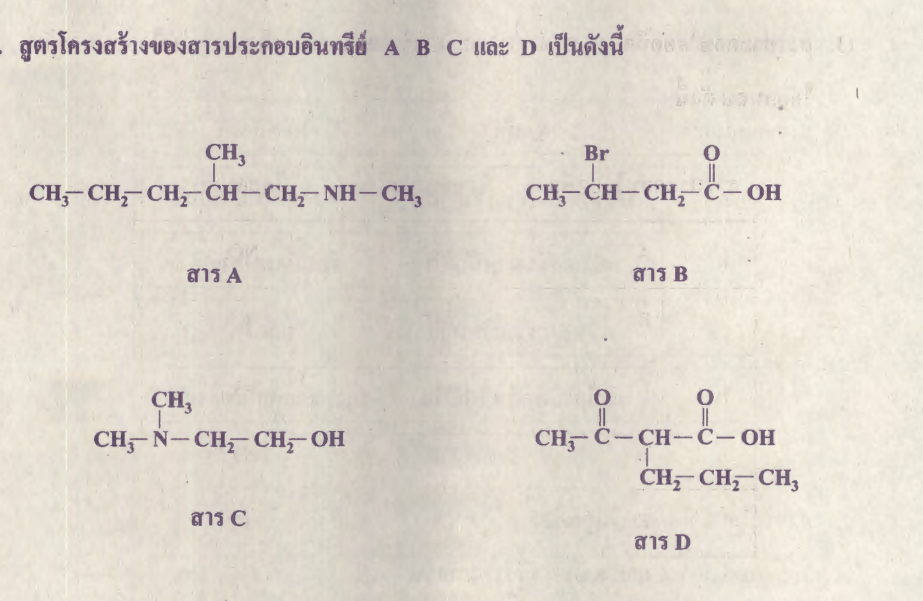 . สูตรโครงสร้างของสารประกอบอินทรีย์ A B C และ D เป็นดังนี้
CH₃
CH₃—CH₂—CH₂—CH—CH₂—NH—CH₃
สาร A
Br O
CH₃—CH—CH₂—C—OH
สาร B
CH₃
CH₃—N—CH₂—CH₂—OH
สาร C
O O
CH₃—C—CH—C—OH
CH₂—CH₂—CH₃
สาร D